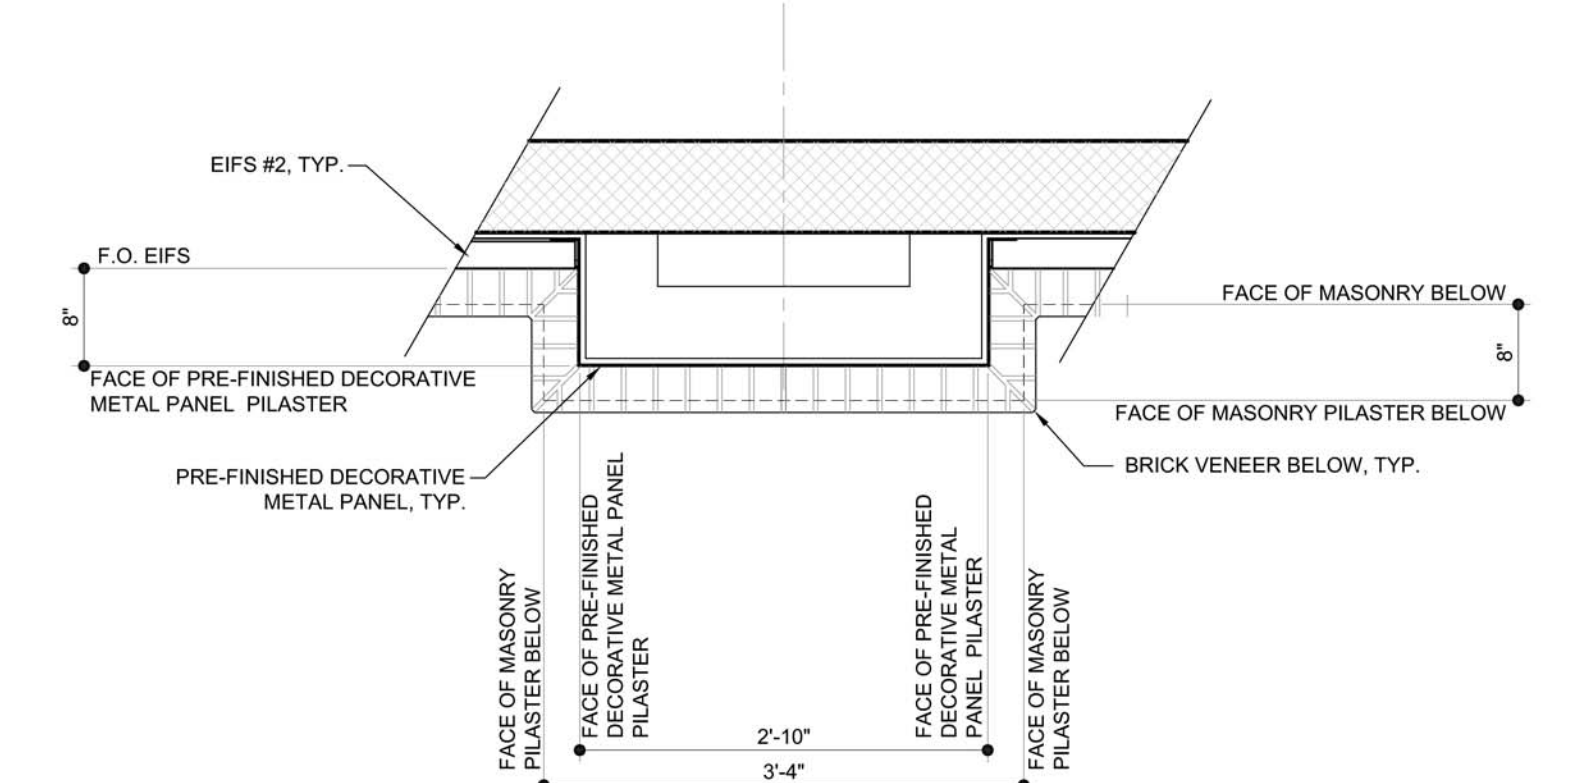 EIFS #2, TYP.
F.O. EIFS
8"
FACE OF PRE-FINISHED DECORATIVE
METAL PANEL PILASTER
PRE-FINISHED DECORATIVE
METAL PANEL, TYP.
FACE OF MASONRY BELOW
8"
FACE OF MASONRY PILASTER BELOW
BRICK VENEER BELOW, TYP.
FACE OF MASONRY
PILASTER BELOW
FACE OF PRE-FINISHED
DECORATIVE METAL PANEL
PILASTER
FACE OF PRE-FINISHED
DECORATIVE METAL
PANEL PILASTER
FACE OF MASONRY
PILASTER BELOW
2'-10"
3'-4"